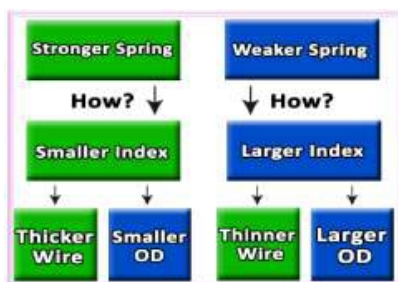 Stronger Spring
Weaker Spring
How?
How?
Smaller Index
Larger Index
Thicker
Wire
Smaller
OD
Thinner
Wire
Larger
OD